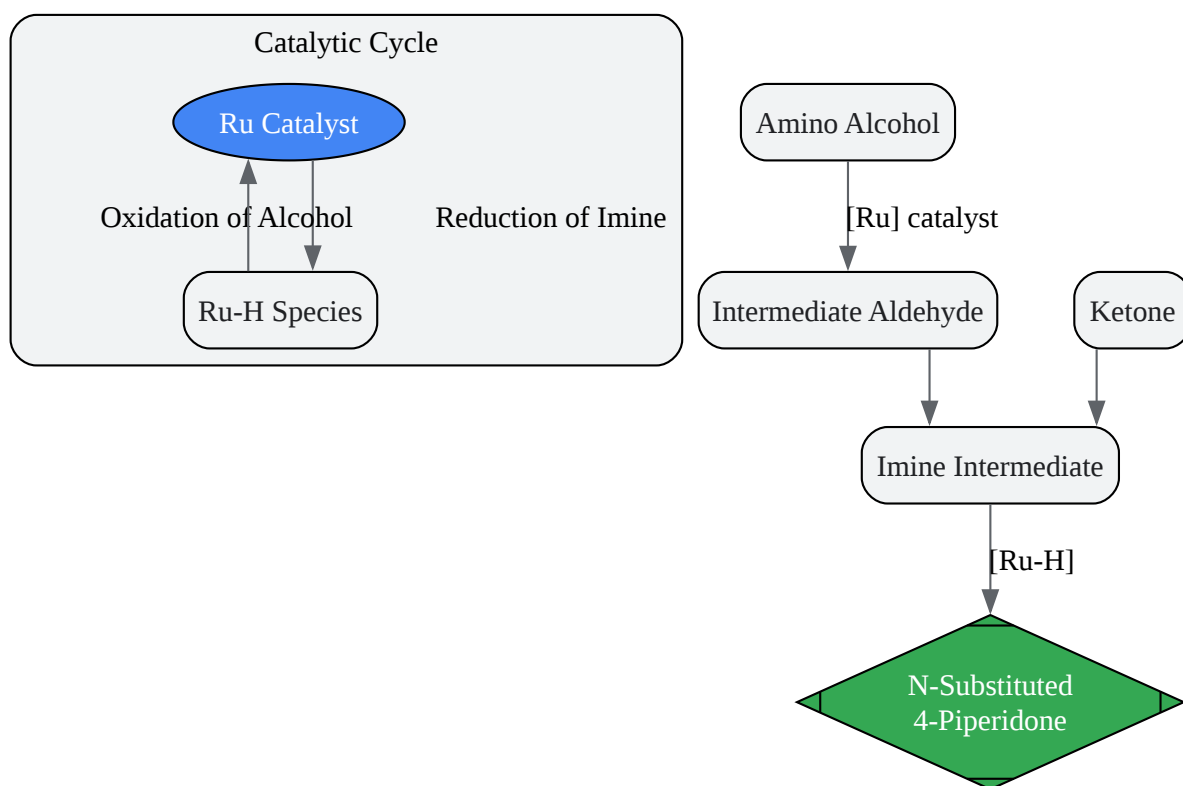 Catalytic Cycle
Ru Catalyst
Oxidation of Alcohol
Reduction of Imine
Ru-H Species
Amino Alcohol
[Ru] catalyst
Intermediate Aldehyde
Ketone
Imine Intermediate
[Ru-H]
N-Substituted
4-Piperidone